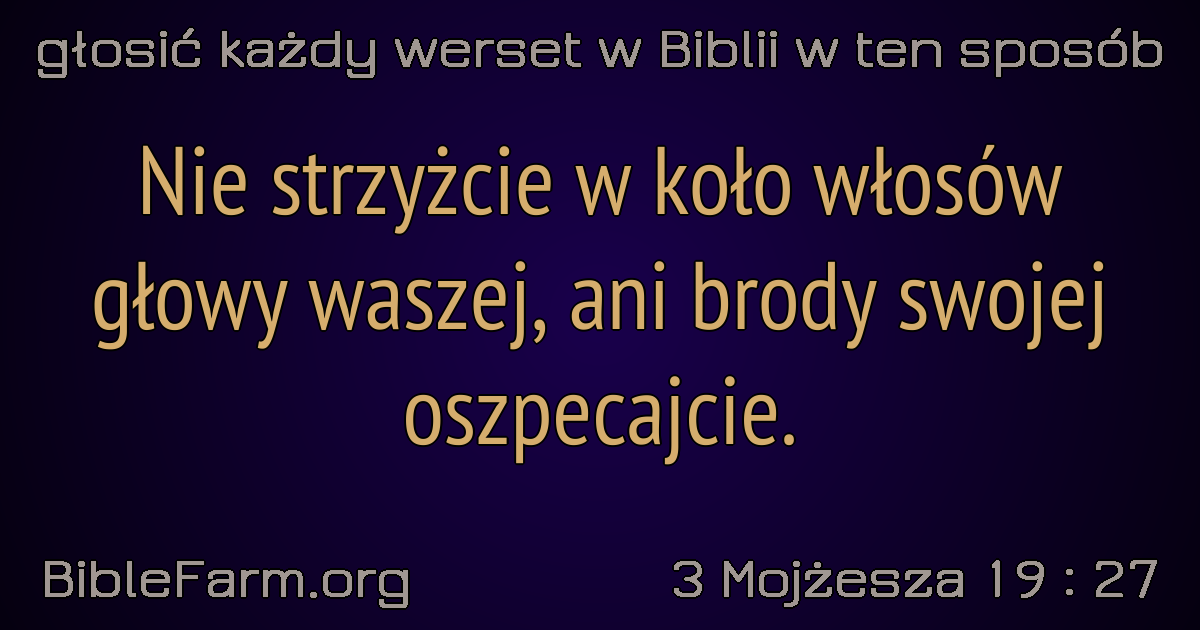 głosić każdy werset w Biblii w ten sposób
Nie strzyżcie w koło włosów
głowy waszej, ani brody swojej
oszpecajcie.
BibleFarm.org
3 Mojżesza 19 : 27